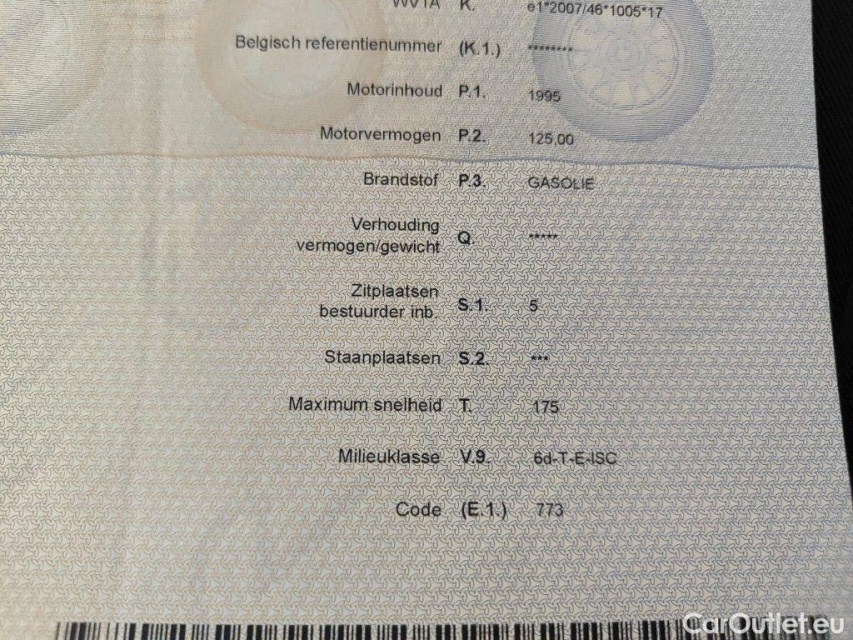 WVTA K. e1*2007/46*1005*17
Belgisch referentienummer (K.1.) ********
Motorinhoud P.1. 1995
Motorvermogen P.2. 125,00
Brandstof P.3. GASOLIE
Verhouding
vermogen/gewicht Q. *****
Zitplaatsen
bestuurder inb. S.1. 5
Staanplaatsen S.2. ***
Maximum snelheid T. 175
Milieuklasse V.9. 6d-T-E-ISC
Code (E.1.) 773
CarOutlet.eu